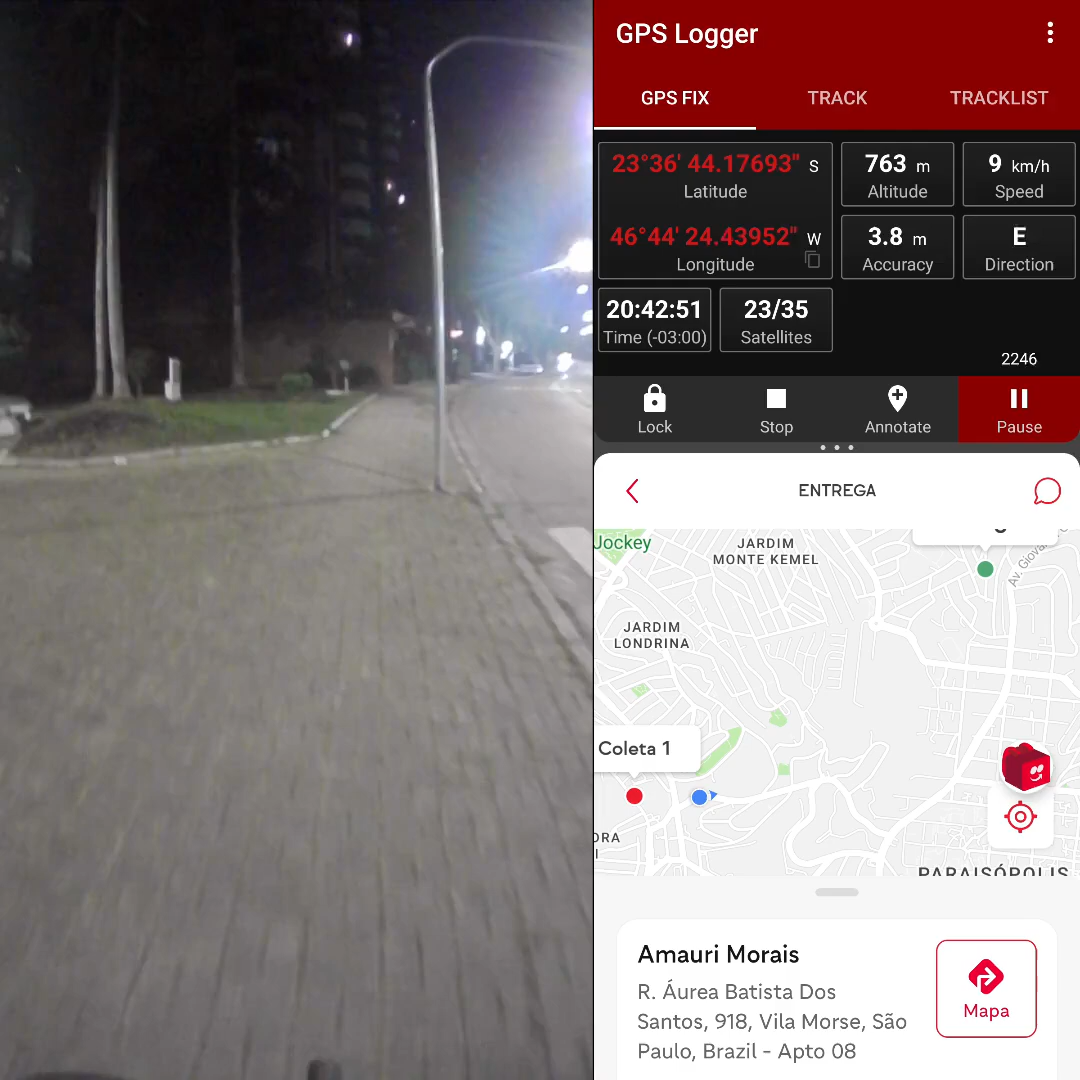 GPS Logger
GPS FIX
TRACK
TRACKLIST
23°36' 44.17693" S
Latitude
763 m
Altitude
9 km/h
Speed
46°44' 24.43952" W
Longitude
3.8 m
Accuracy
E
Direction
20:42:51
Time (-03:00)
23/35
Satellites
2246
Lock
Stop
Annotate
Pause
ENTREGA
Jockey
JARDIM
MONTE KEMEL
JARDIM
LONDRINA
Coleta 1
PARAISÓPOLIS
Amauri Morais
R. Áurea Batista Dos
Santos, 918, Vila Morse, São
Paulo, Brazil - Apto 08
Mapa